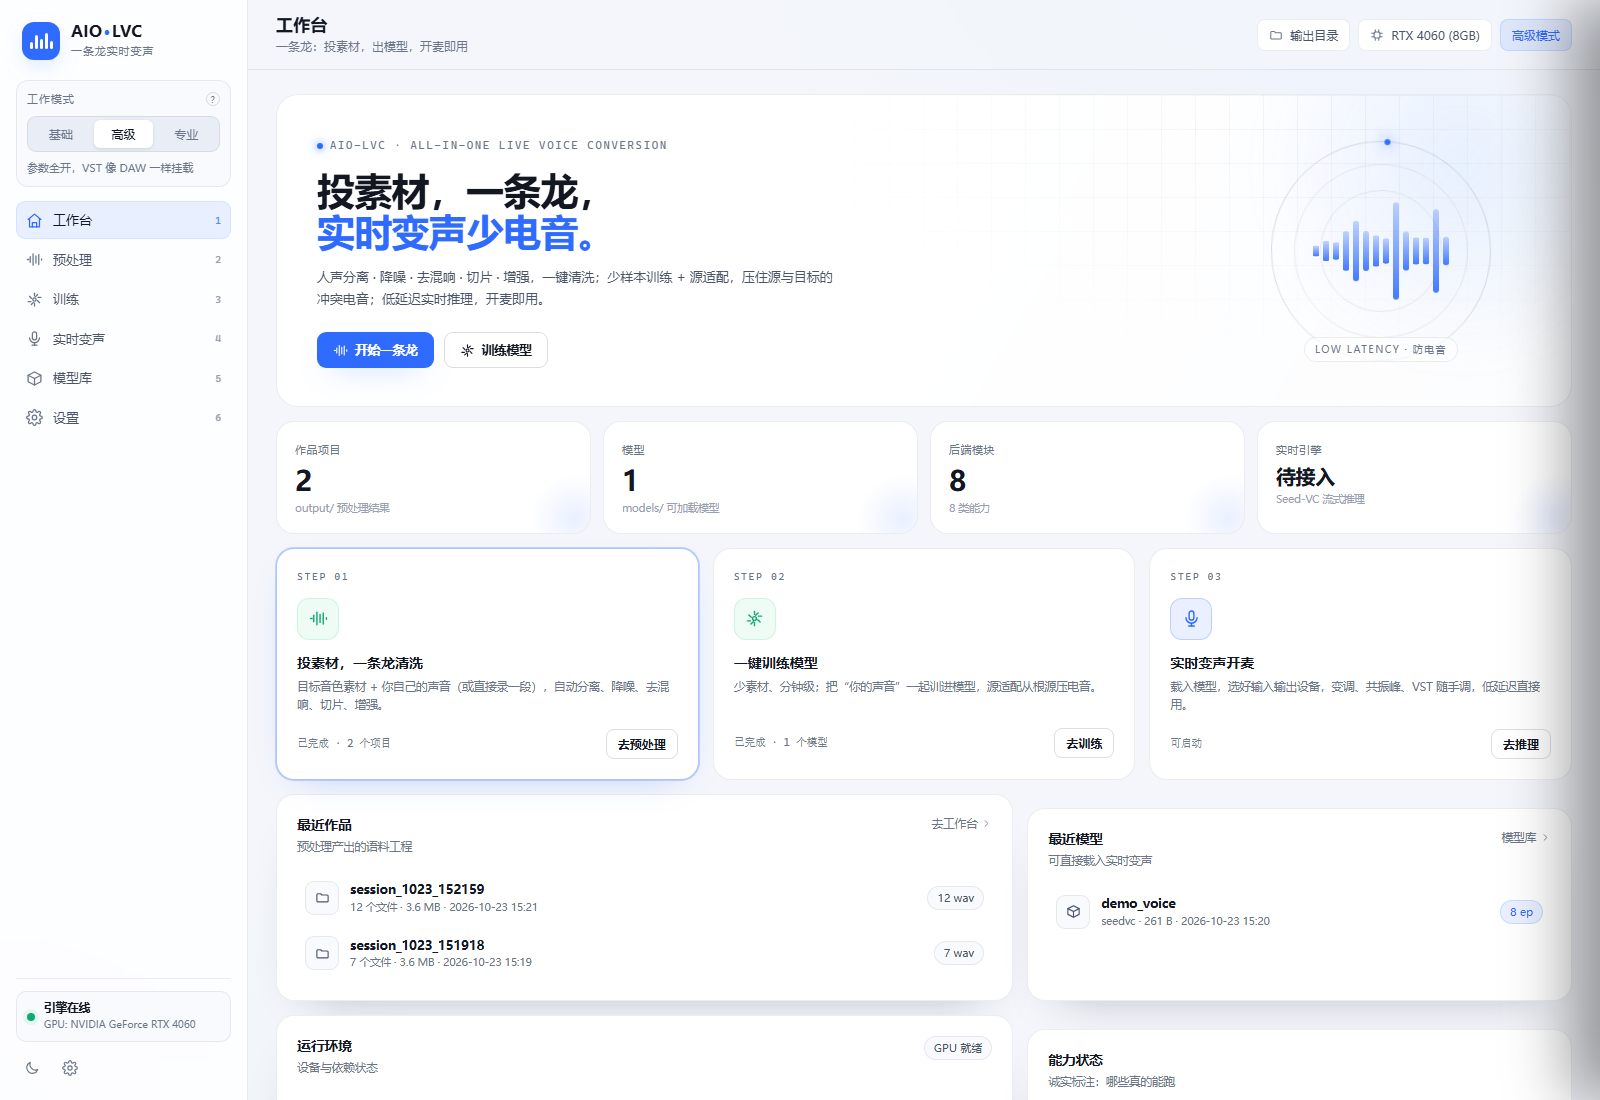 AIO•LVC
一条龙实时变声
工作模式
?
基础
高级
专业
参数全开，VST 像 DAW 一样挂载
工作台 1
预处理 2
训练 3
实时变声 4
模型库 5
设置 6
引擎在线
GPU: NVIDIA GeForce RTX 4060
工作台
一条龙：投素材，出模型，开麦即用
输出目录
RTX 4060 (8GB)
高级模式
AIO-LVC · ALL-IN-ONE LIVE VOICE CONVERSION
投素材，一条龙，
实时变声少电音。
人声分离 · 降噪 · 去混响 · 切片 · 增强，一键清洗；少样本训练 + 源适配，压住源与目标的
冲突电音；低延迟实时推理，开麦即用。
开始一条龙
训练模型
LOW LATENCY · 防电音
作品项目
2
output/ 预处理结果
模型
1
models/ 可加载模型
后端模块
8
8 类能力
实时引擎
待接入
Seed-VC 流式推理
STEP 01
投素材，一条龙清洗
目标音色素材 + 你自己的声音（或直接录一段），自动分离、降噪、去混
响、切片、增强。
已完成 · 2 个项目
去预处理
STEP 02
一键训练模型
少素材、分钟级；把“你的声音”一起训进模型，源适配从根源压电音。
已完成 · 1 个模型
去训练
STEP 03
实时变声开麦
载入模型，选好输入输出设备，变调、共振峰、VST 随手调，低延迟直接
用。
可启动
去推理
最近作品
预处理产出的语料工程
去工作台 ›
session_1023_152159
12 个文件 · 3.6 MB · 2026-10-23 15:21
12 wav
session_1023_151918
7 个文件 · 3.6 MB · 2026-10-23 15:19
7 wav
最近模型
可直接载入实时变声
模型库 ›
demo_voice
seedvc · 261 B · 2026-10-23 15:20
8 ep
运行环境
设备与依赖状态
GPU 就绪
能力状态
诚实标注：哪些真的能跑